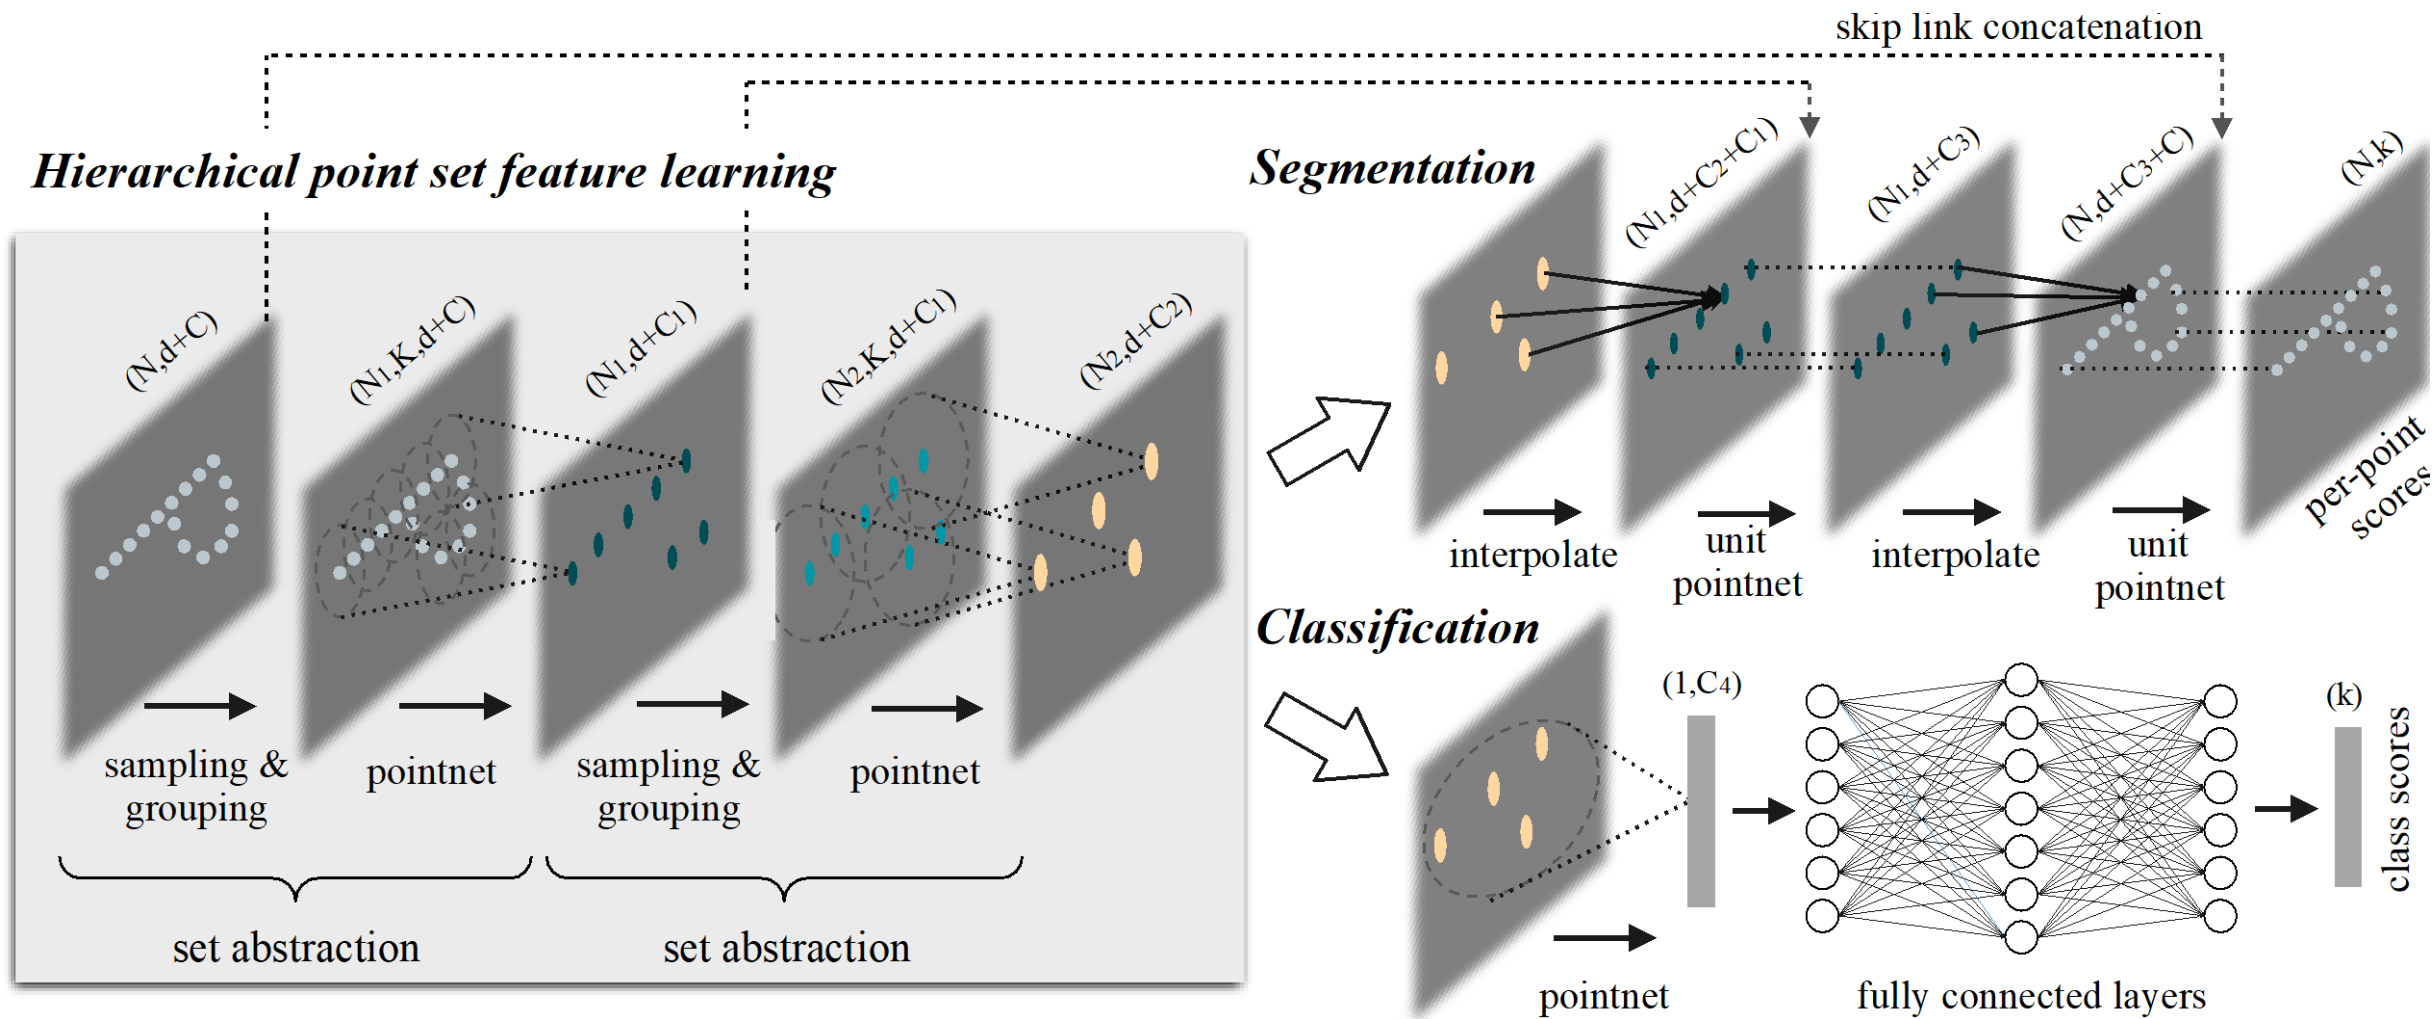 skip link concatenation
Hierarchical point set feature learning
(N,d+C)
(N1,K,d+C)
(N1,d+C1)
(N2,K,d+C1)
(N2,d+C2)
sampling &
grouping
pointnet
sampling &
grouping
pointnet
set abstraction
set abstraction
Segmentation
(N1,d+C2+C1)
(N1,d+C3)
(N,d+C3+C)
(N,k)
interpolate
unit
pointnet
interpolate
unit
pointnet
per-point
scores
Classification
(1,C4)
(k)
class scores
pointnet
fully connected layers